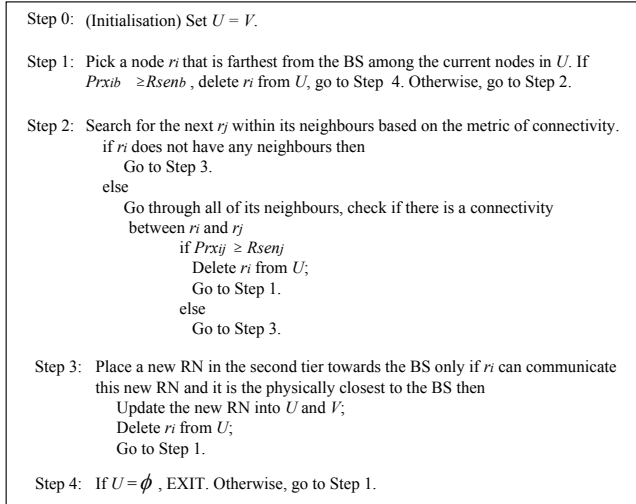 Step 0: (Initialisation) Set U = V.
Step 1: Pick a node ri that is farthest from the BS among the current nodes in U. If
Prxib ≥Rsenb , delete ri from U, go to Step 4. Otherwise, go to Step 2.
Step 2: Search for the next rj within its neighbours based on the metric of connectivity.
if ri does not have any neighbours then
Go to Step 3.
else
Go through all of its neighbours, check if there is a connectivity
between ri and rj
if Prxij ≥ Rsenj
Delete ri from U;
Go to Step 1.
else
Go to Step 3.
Step 3: Place a new RN in the second tier towards the BS only if ri can communicate
this new RN and it is the physically closest to the BS then
Update the new RN into U and V;
Delete ri from U;
Go to Step 1.
Step 4: If U = ϕ , EXIT. Otherwise, go to Step 1.